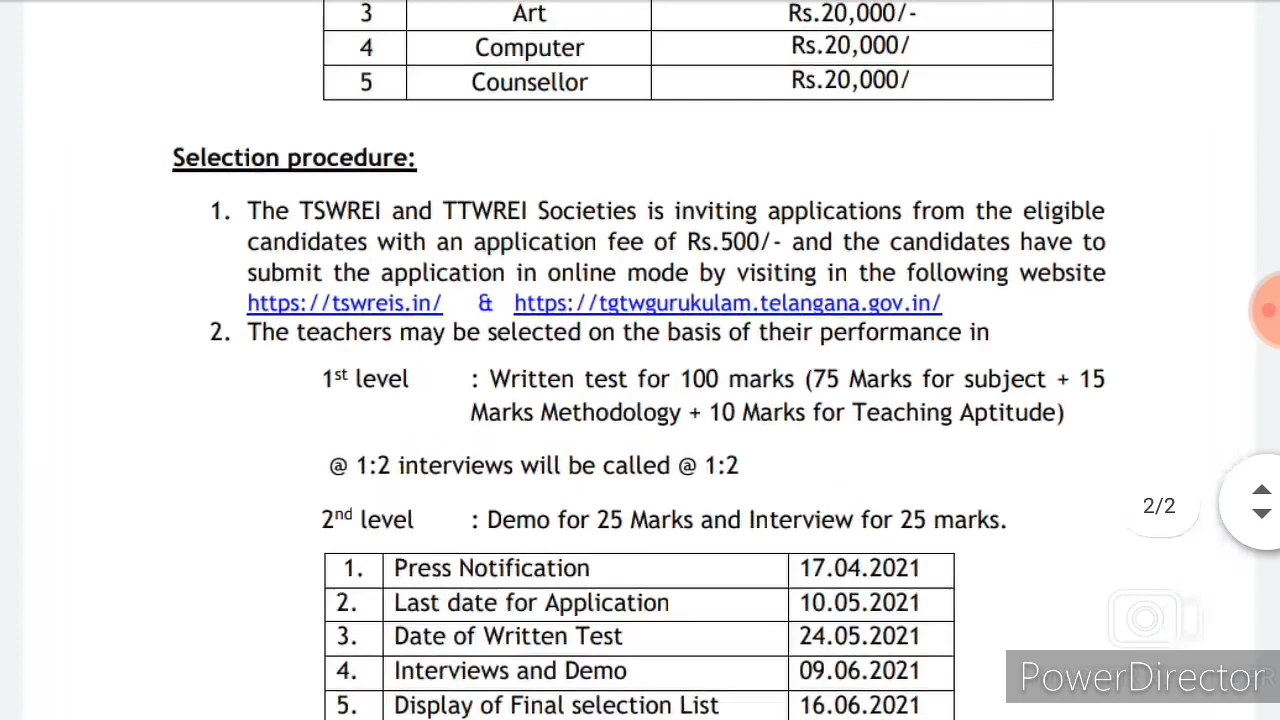 3 Art Rs.20,000/-
4 Computer Rs.20,000/
5 Counsellor Rs.20,000/
Selection procedure:
1. The TSWREI and TTWREI Societies is inviting applications from the eligible
candidates with an application fee of Rs.500/- and the candidates have to
submit the application in online mode by visiting in the following website
https://tswreis.in/ & https://tgtwgurukulam.telangana.gov.in/
2. The teachers may be selected on the basis of their performance in
1st level : Written test for 100 marks (75 Marks for subject + 15
Marks Methodology + 10 Marks for Teaching Aptitude)
@ 1:2 interviews will be called @ 1:2
2nd level : Demo for 25 Marks and Interview for 25 marks.
2/2
1. Press Notification 17.04.2021
2. Last date for Application 10.05.2021
3. Date of Written Test 24.05.2021
4. Interviews and Demo 09.06.2021
5. Display of Final selection List 16.06.2021
PowerDirector